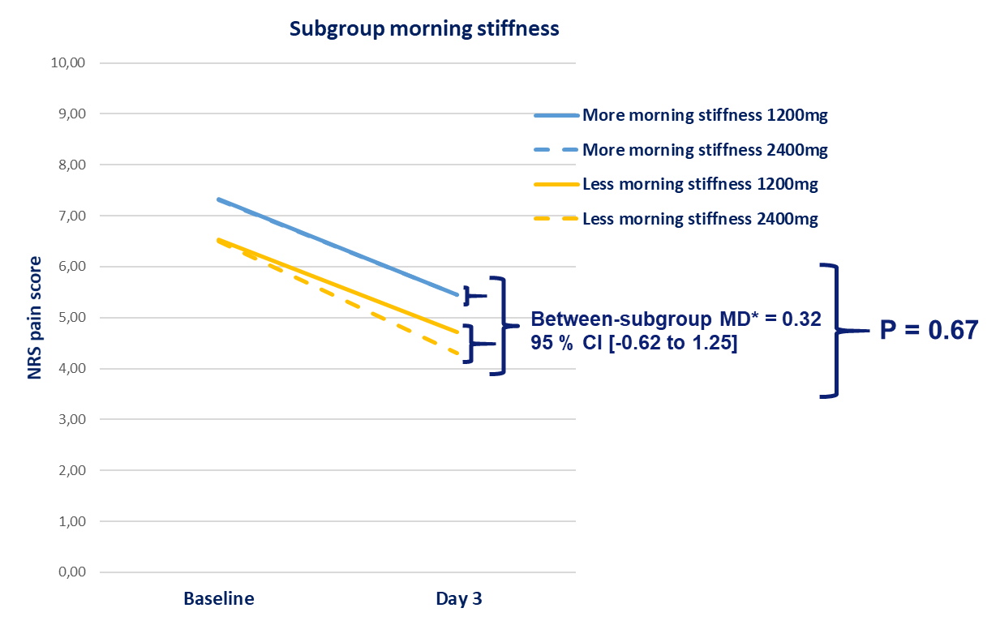 Subgroup morning stiffness
10,00
9,00
8,00
7,00
6,00
5,00
4,00
3,00
2,00
1,00
0,00
NRS pain score
Baseline
Day 3
More morning stiffness 1200mg
More morning stiffness 2400mg
Less morning stiffness 1200mg
Less morning stiffness 2400mg
Between-subgroup MD* = 0.32
95 % CI [-0.62 to 1.25]
P = 0.67